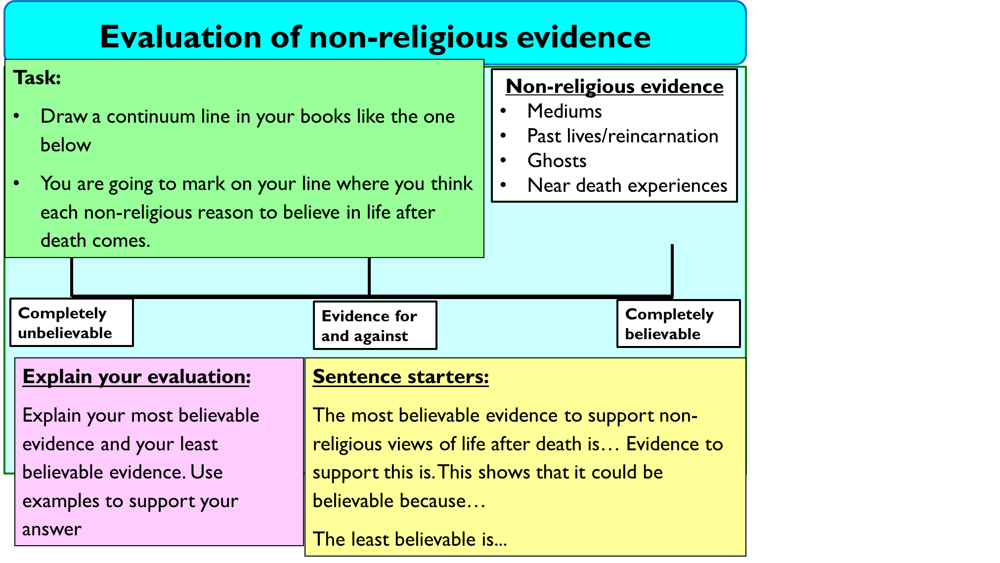 Evaluation of non-religious evidence
Task:
• Draw a continuum line in your books like the one
below
• You are going to mark on your line where you think
each non-religious reason to believe in life after
death comes.
Non-religious evidence
• Mediums
• Past lives/reincarnation
• Ghosts
• Near death experiences
Completely
unbelievable
Evidence for
and against
Completely
believable
Explain your evaluation:
Explain your most believable
evidence and your least
believable evidence. Use
examples to support your
answer
Sentence starters:
The most believable evidence to support non-
religious views of life after death is… Evidence to
support this is. This shows that it could be
believable because…
The least believable is...